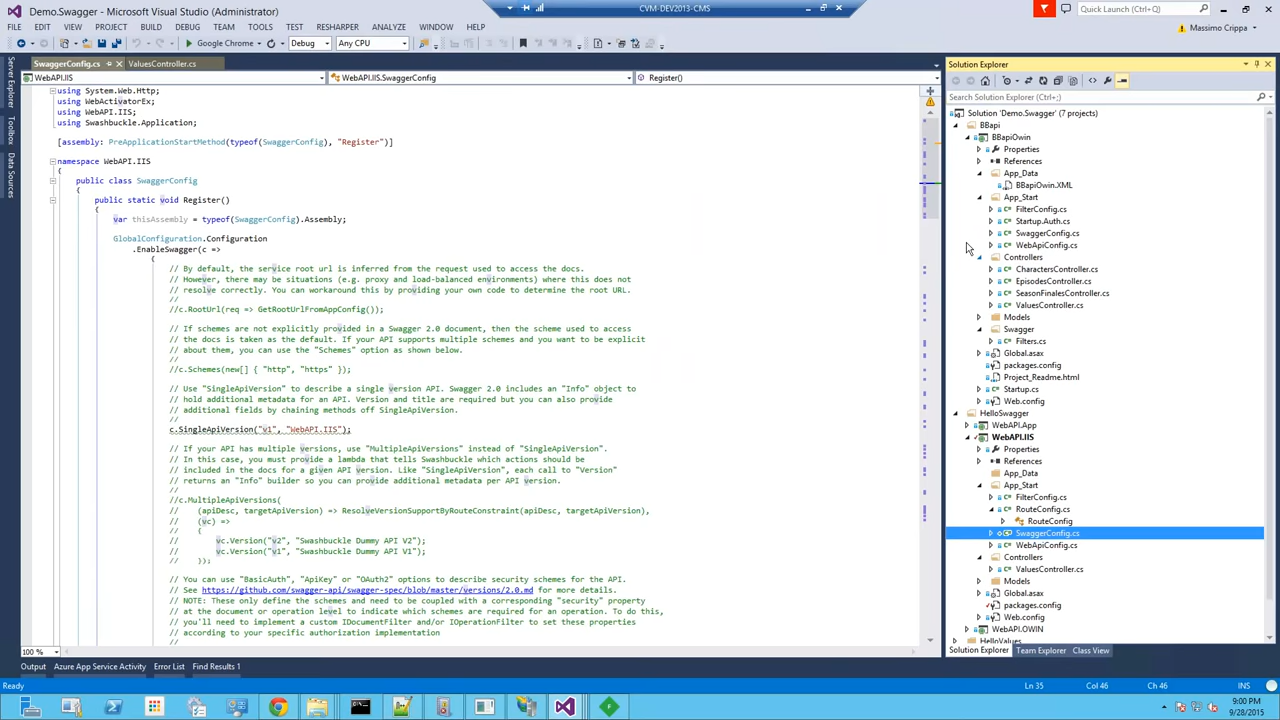 Demo.Swagger - Microsoft Visual Studio (Administrator)
CVM-DEV2013-CMS
Quick Launch (Ctrl+Q)
FILE EDIT VIEW PROJECT BUILD DEBUG TEAM TOOLS TEST RESHARPER ANALYZE WINDOW HELP
Massimo Crippa
Google Chrome Debug Any CPU
Server Explorer
Toolbox
Data Sources
SwaggerConfig.cs ValuesController.cs
WebAPI.IIS WebAPI.IIS.SwaggerConfig Register()
using System.Web.Http;
using WebActivatorEx;
using WebAPI.IIS;
using Swashbuckle.Application;
[assembly: PreApplicationStartMethod(typeof(SwaggerConfig), "Register")]
namespace WebAPI.IIS
{
public class SwaggerConfig
{
public static void Register()
{
var thisAssembly = typeof(SwaggerConfig).Assembly;
GlobalConfiguration.Configuration
.EnableSwagger(c =>
{
// By default, the service root url is inferred from the request used to access the docs.
// However, there may be situations (e.g. proxy and load-balanced environments) where this does
// resolve correctly. You can workaround this by providing your own code to determine the root URL.
//
//c.RootUrl(req => GetRootUrlFromAppConfig());
// If schemes are not explicitly provided in a Swagger 2.0 document, then the scheme used to access
// the docs is taken as the default. If your API supports multiple schemes and you want to be explicit
// about them, you can use the "Schemes" option as shown below.
//
//c.Schemes(new[] { "http", "https" });
// Use "SingleApiVersion" to describe a single version API. Swagger 2.0 includes an "Info" object to
// hold additional metadata for an API. Version and title are required but you can also provide
// additional fields by chaining methods off SingleApiVersion.
//
c.SingleApiVersion("v1", "WebAPI.IIS");
// If your API has multiple versions, use "MultipleApiVersions" instead of "SingleApiVersion".
// In this case, you must provide a lambda that tells Swashbuckle which actions should be
// included in the docs for a given API version. Like "SingleApiVersion", each call to "Version"
// returns an "Info" builder so you can provide additional metadata per API version.
//
//c.MultipleApiVersions(
// (apiDesc, targetApiVersion) => ResolveVersionSupportByRouteConstraint(apiDesc, targetApiVersion),
// (vc) =>
// {
// vc.Version("v2", "Swashbuckle Dummy API V2");
// vc.Version("v1", "Swashbuckle Dummy API V1");
// });
// You can use "BasicAuth", "ApiKey" or "OAuth2" options to describe security schemes for the API.
// See https://github.com/swagger-api/swagger-spec/blob/master/versions/2.0.md for more details.
// NOTE: These only define the schemes and need to be coupled with a corresponding "security" property
// at the document or operation level to indicate which schemes are required for an operation. To do this,
// you'll need to implement a custom IDocumentFilter and/or IOperationFilter to set these properties
// according to your specific authorization implementation
//
100 %
Solution Explorer
Search Solution Explorer (Ctrl+;)
Solution 'Demo.Swagger' (7 projects)
BBapi
BBapiOwin
Properties
References
App_Data
BBapiOwin.XML
App_Start
FilterConfig.cs
Startup.Auth.cs
SwaggerConfig.cs
WebApiConfig.cs
Controllers
CharactersController.cs
EpisodesController.cs
SeasonFinalesController.cs
ValuesController.cs
Models
Swagger
Filters.cs
Global.asax
packages.config
Project_Readme.html
Startup.cs
Web.config
HelloSwagger
WebAPI.App
WebAPI.IIS
Properties
References
App_Data
App_Start
FilterConfig.cs
RouteConfig.cs
RouteConfig
SwaggerConfig.cs
WebApiConfig.cs
Controllers
ValuesController.cs
Models
Global.asax
packages.config
Web.config
WebAPI.OWIN
HelloValues
Solution Explorer Team Explorer Class View
Output Azure App Service Activity Error List Find Results 1
Ready Ln 35 Col 46 Ch 46 INS
9:00 PM
9/28/2015